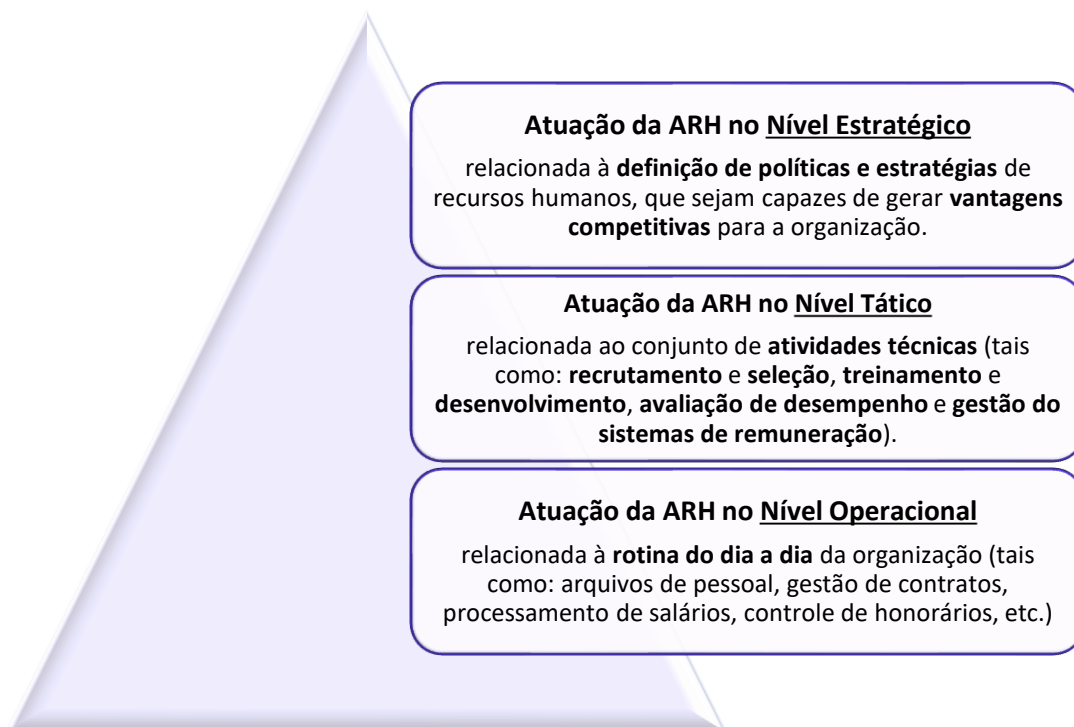 Atuação da ARH no Nível Estratégico
relacionada à definição de políticas e estratégias de
recursos humanos, que sejam capazes de gerar vantagens
competitivas para a organização.
Atuação da ARH no Nível Tático
relacionada ao conjunto de atividades técnicas (tais
como: recrutamento e seleção, treinamento e
desenvolvimento, avaliação de desempenho e gestão do
sistemas de remuneração).
Atuação da ARH no Nível Operacional
relacionada à rotina do dia a dia da organização (tais
como: arquivos de pessoal, gestão de contratos,
processamento de salários, controle de honorários, etc.)